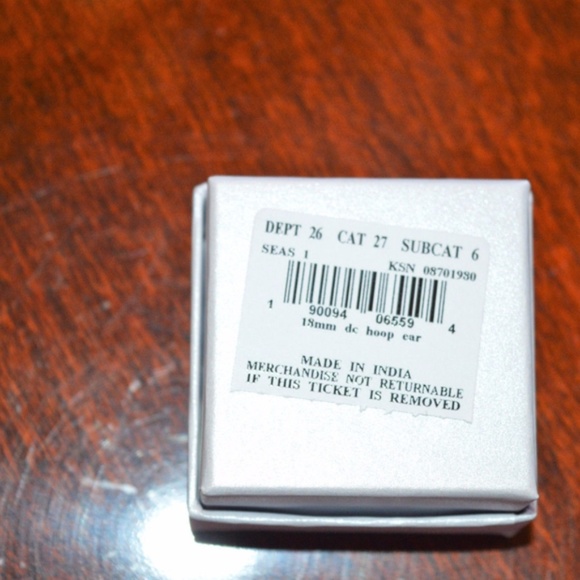 DEPT 26 CAT 27 SUBCAT 6
SEAS 1 KSN 08701980
1 90094 06559 4
18mm dc hoop ear
MADE IN INDIA
MERCHANDISE NOT RETURNABLE
IF THIS TICKET IS REMOVED